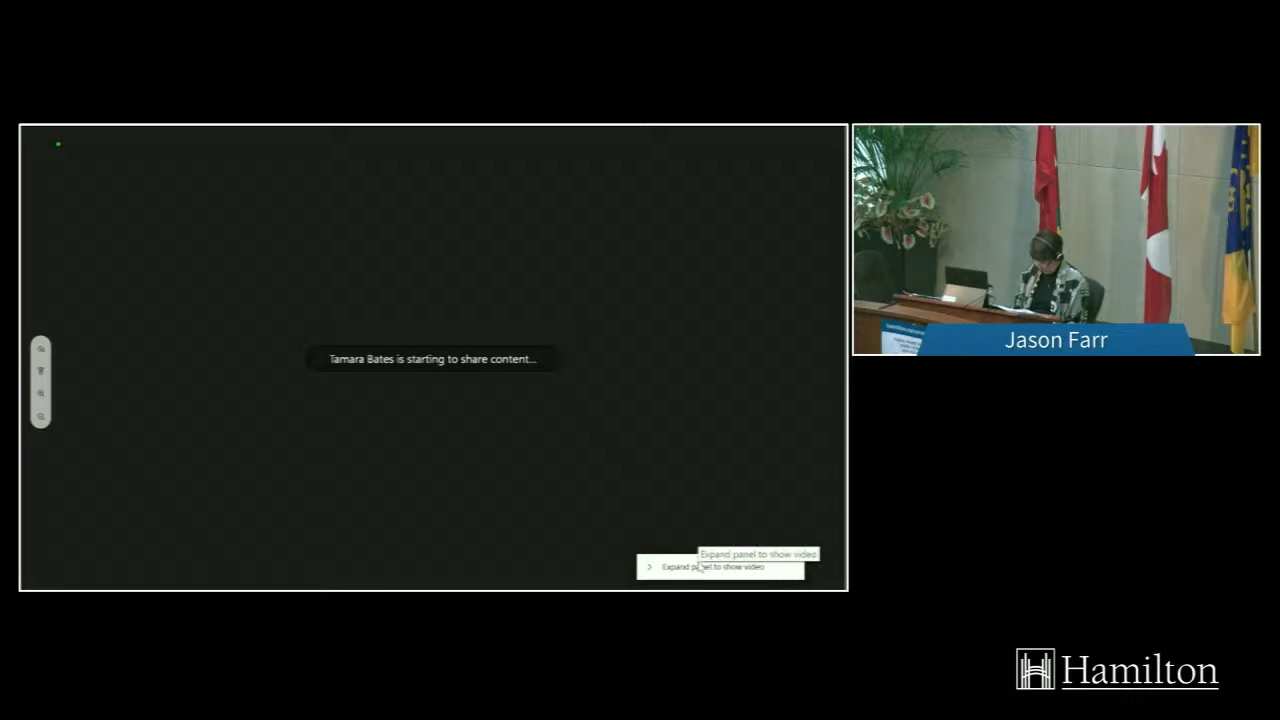 Tamara Bates is starting to share content...
Expand panel to show video
Expand panel to show video
Jason Farr
Hamilton